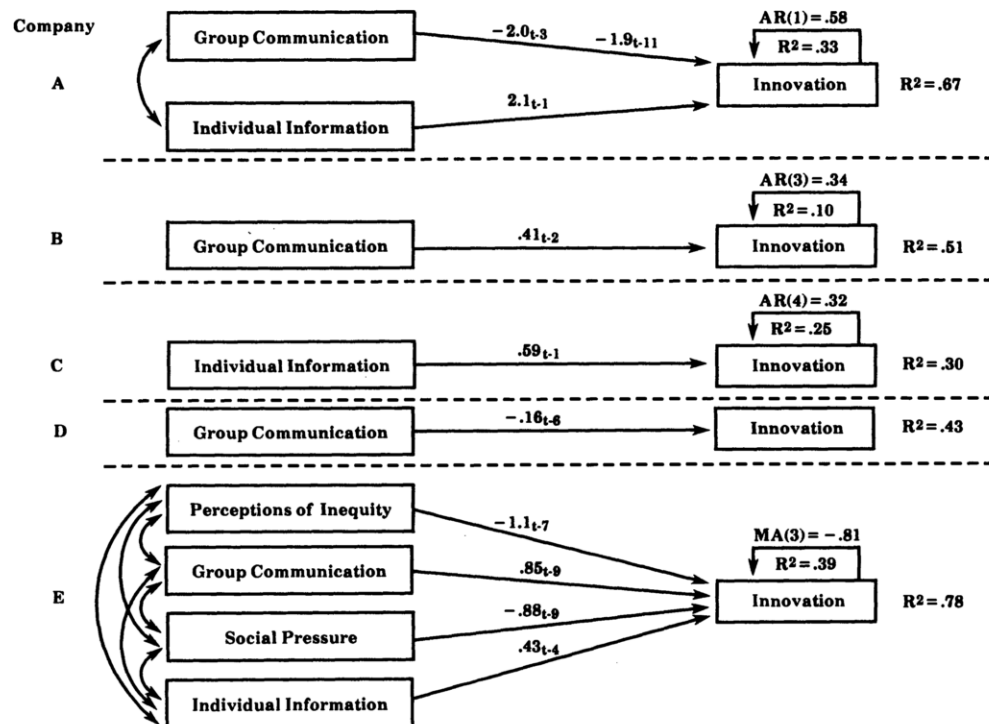 Company
A
Group Communication
−2.0t-3
−1.9t-11
AR(1)=.58
R²=.33
Innovation
R²=.67
Individual Information
2.1t-1
B
Group Communication
.41t-2
AR(3)=.34
R²=.10
Innovation
R²=.51
C
Individual Information
.59t-1
AR(4)=.32
R²=.25
Innovation
R²=.30
D
Group Communication
−.16t-6
Innovation
R²=.43
E
Perceptions of Inequity
−1.1t-7
Group Communication
.85t-9
Social Pressure
−.88t-9
Individual Information
.43t-4
MA(3)=−.81
R²=.39
Innovation
R²=.78